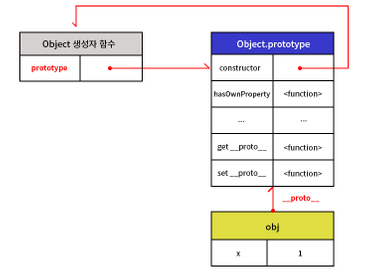 Object 생성자 함수
prototype
Object.prototype
constructor
hasOwnProperty <function>
... ...
get __proto__ <function>
set __proto__ <function>
__proto__
obj
x 1